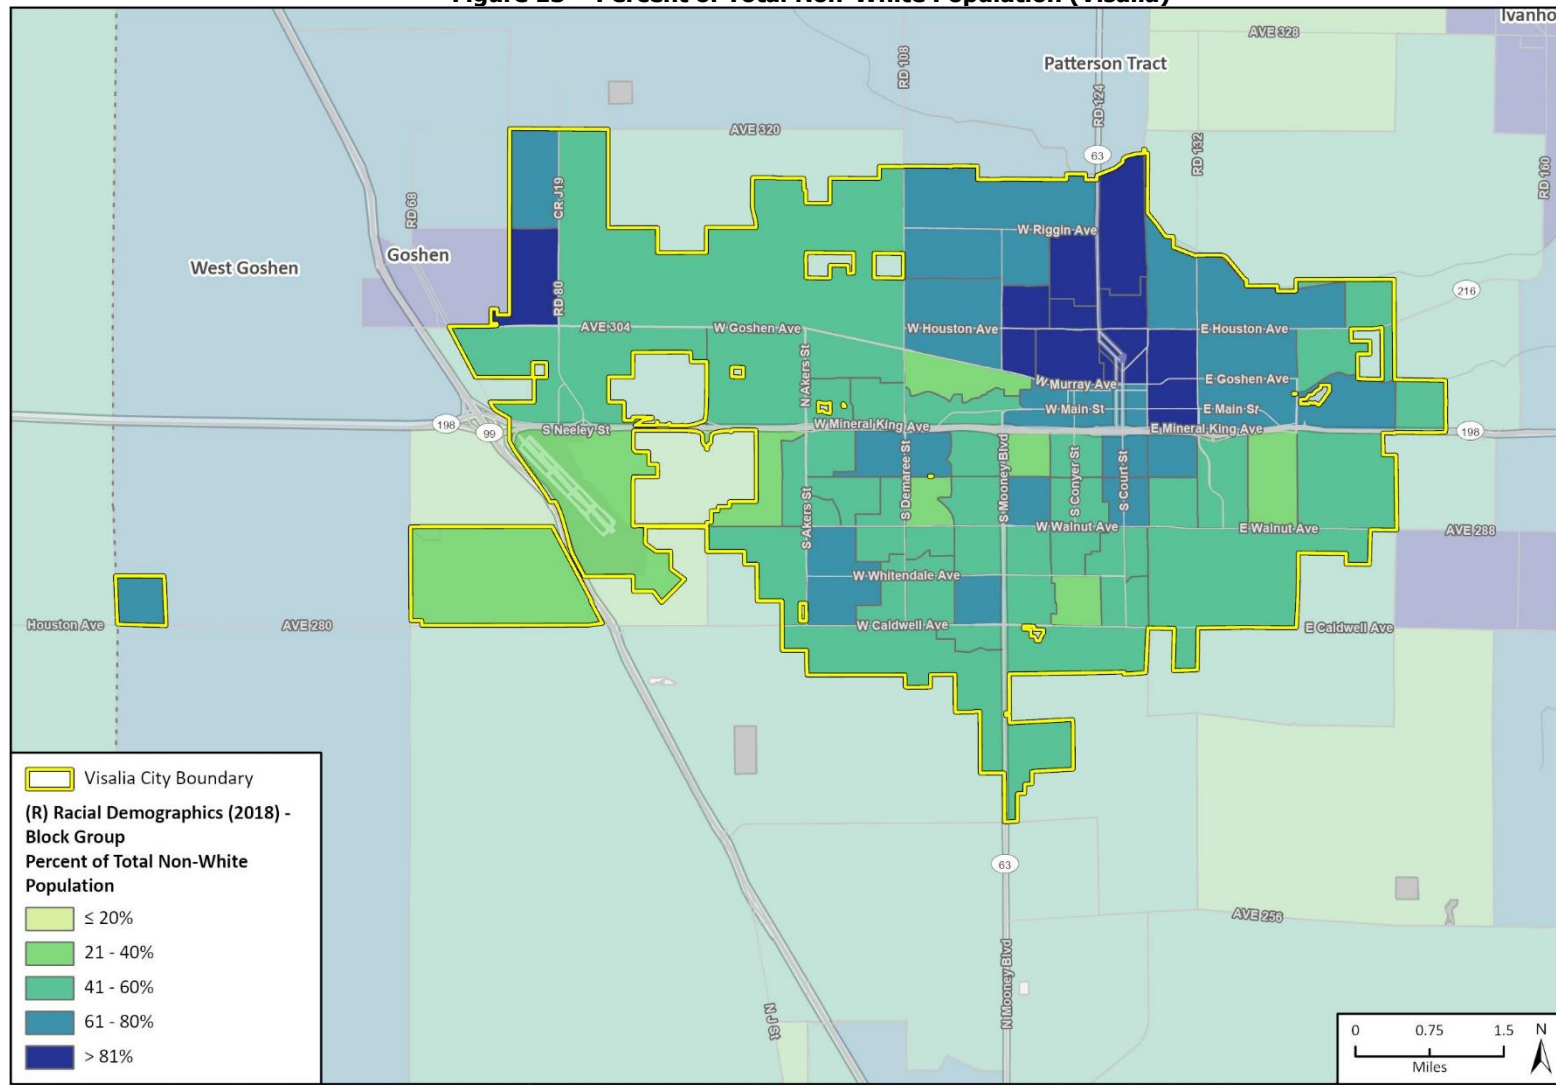 Figure 23 – Percent of Total Non-White Population (Visalia)
Ivanho
AVE 328
RD 108
Patterson Tract
RD 124
63
RD 132
RD 160
AVE 320
CR J19
RD 68
W Riggin Ave
Goshen
West Goshen
216
RD 80
AVE 304
W Goshen Ave
W Houston Ave
E Houston Ave
N Akers St
W Murray Ave
E Goshen Ave
W Main St
E Main St
198
99
S Neeley St
W Mineral King Ave
E Mineral King Ave
198
S Akers St
S Demaree St
S Mooney Blvd
S Conyer St
S Court St
W Walnut Ave
E Walnut Ave
AVE 288
W Whitendale Ave
Houston Ave
AVE 280
W Caldwell Ave
E Caldwell Ave
63
AVE 256
N Mooney Blvd
N J St
Visalia City Boundary
(R) Racial Demographics (2018) -
Block Group
Percent of Total Non-White
Population
≤ 20%
21 - 40%
41 - 60%
61 - 80%
> 81%
0 0.75 1.5 N
Miles